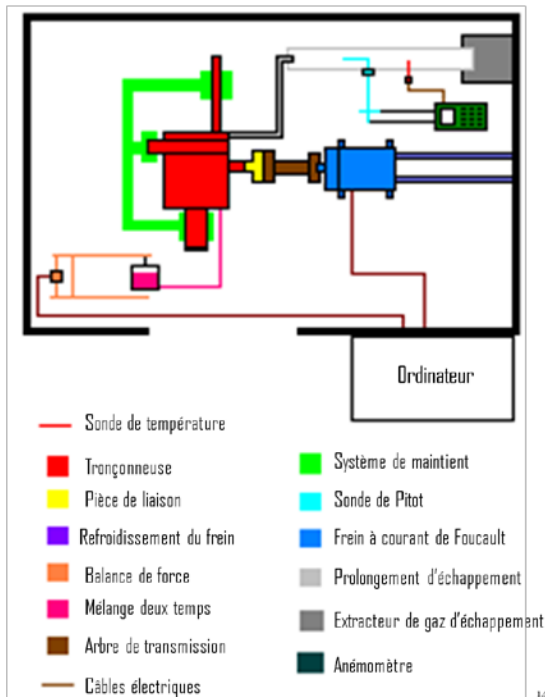 Ordinateur
Sonde de température
Tronçonneuse
Pièce de liaison
Refroidissement du frein
Balance de force
Mélange deux temps
Arbre de transmission
Câbles électriques
Système de maintient
Sonde de Pitot
Frein à courant de Foucault
Prolongement d'échappement
Extracteur de gaz d'échappement
Anémomètre